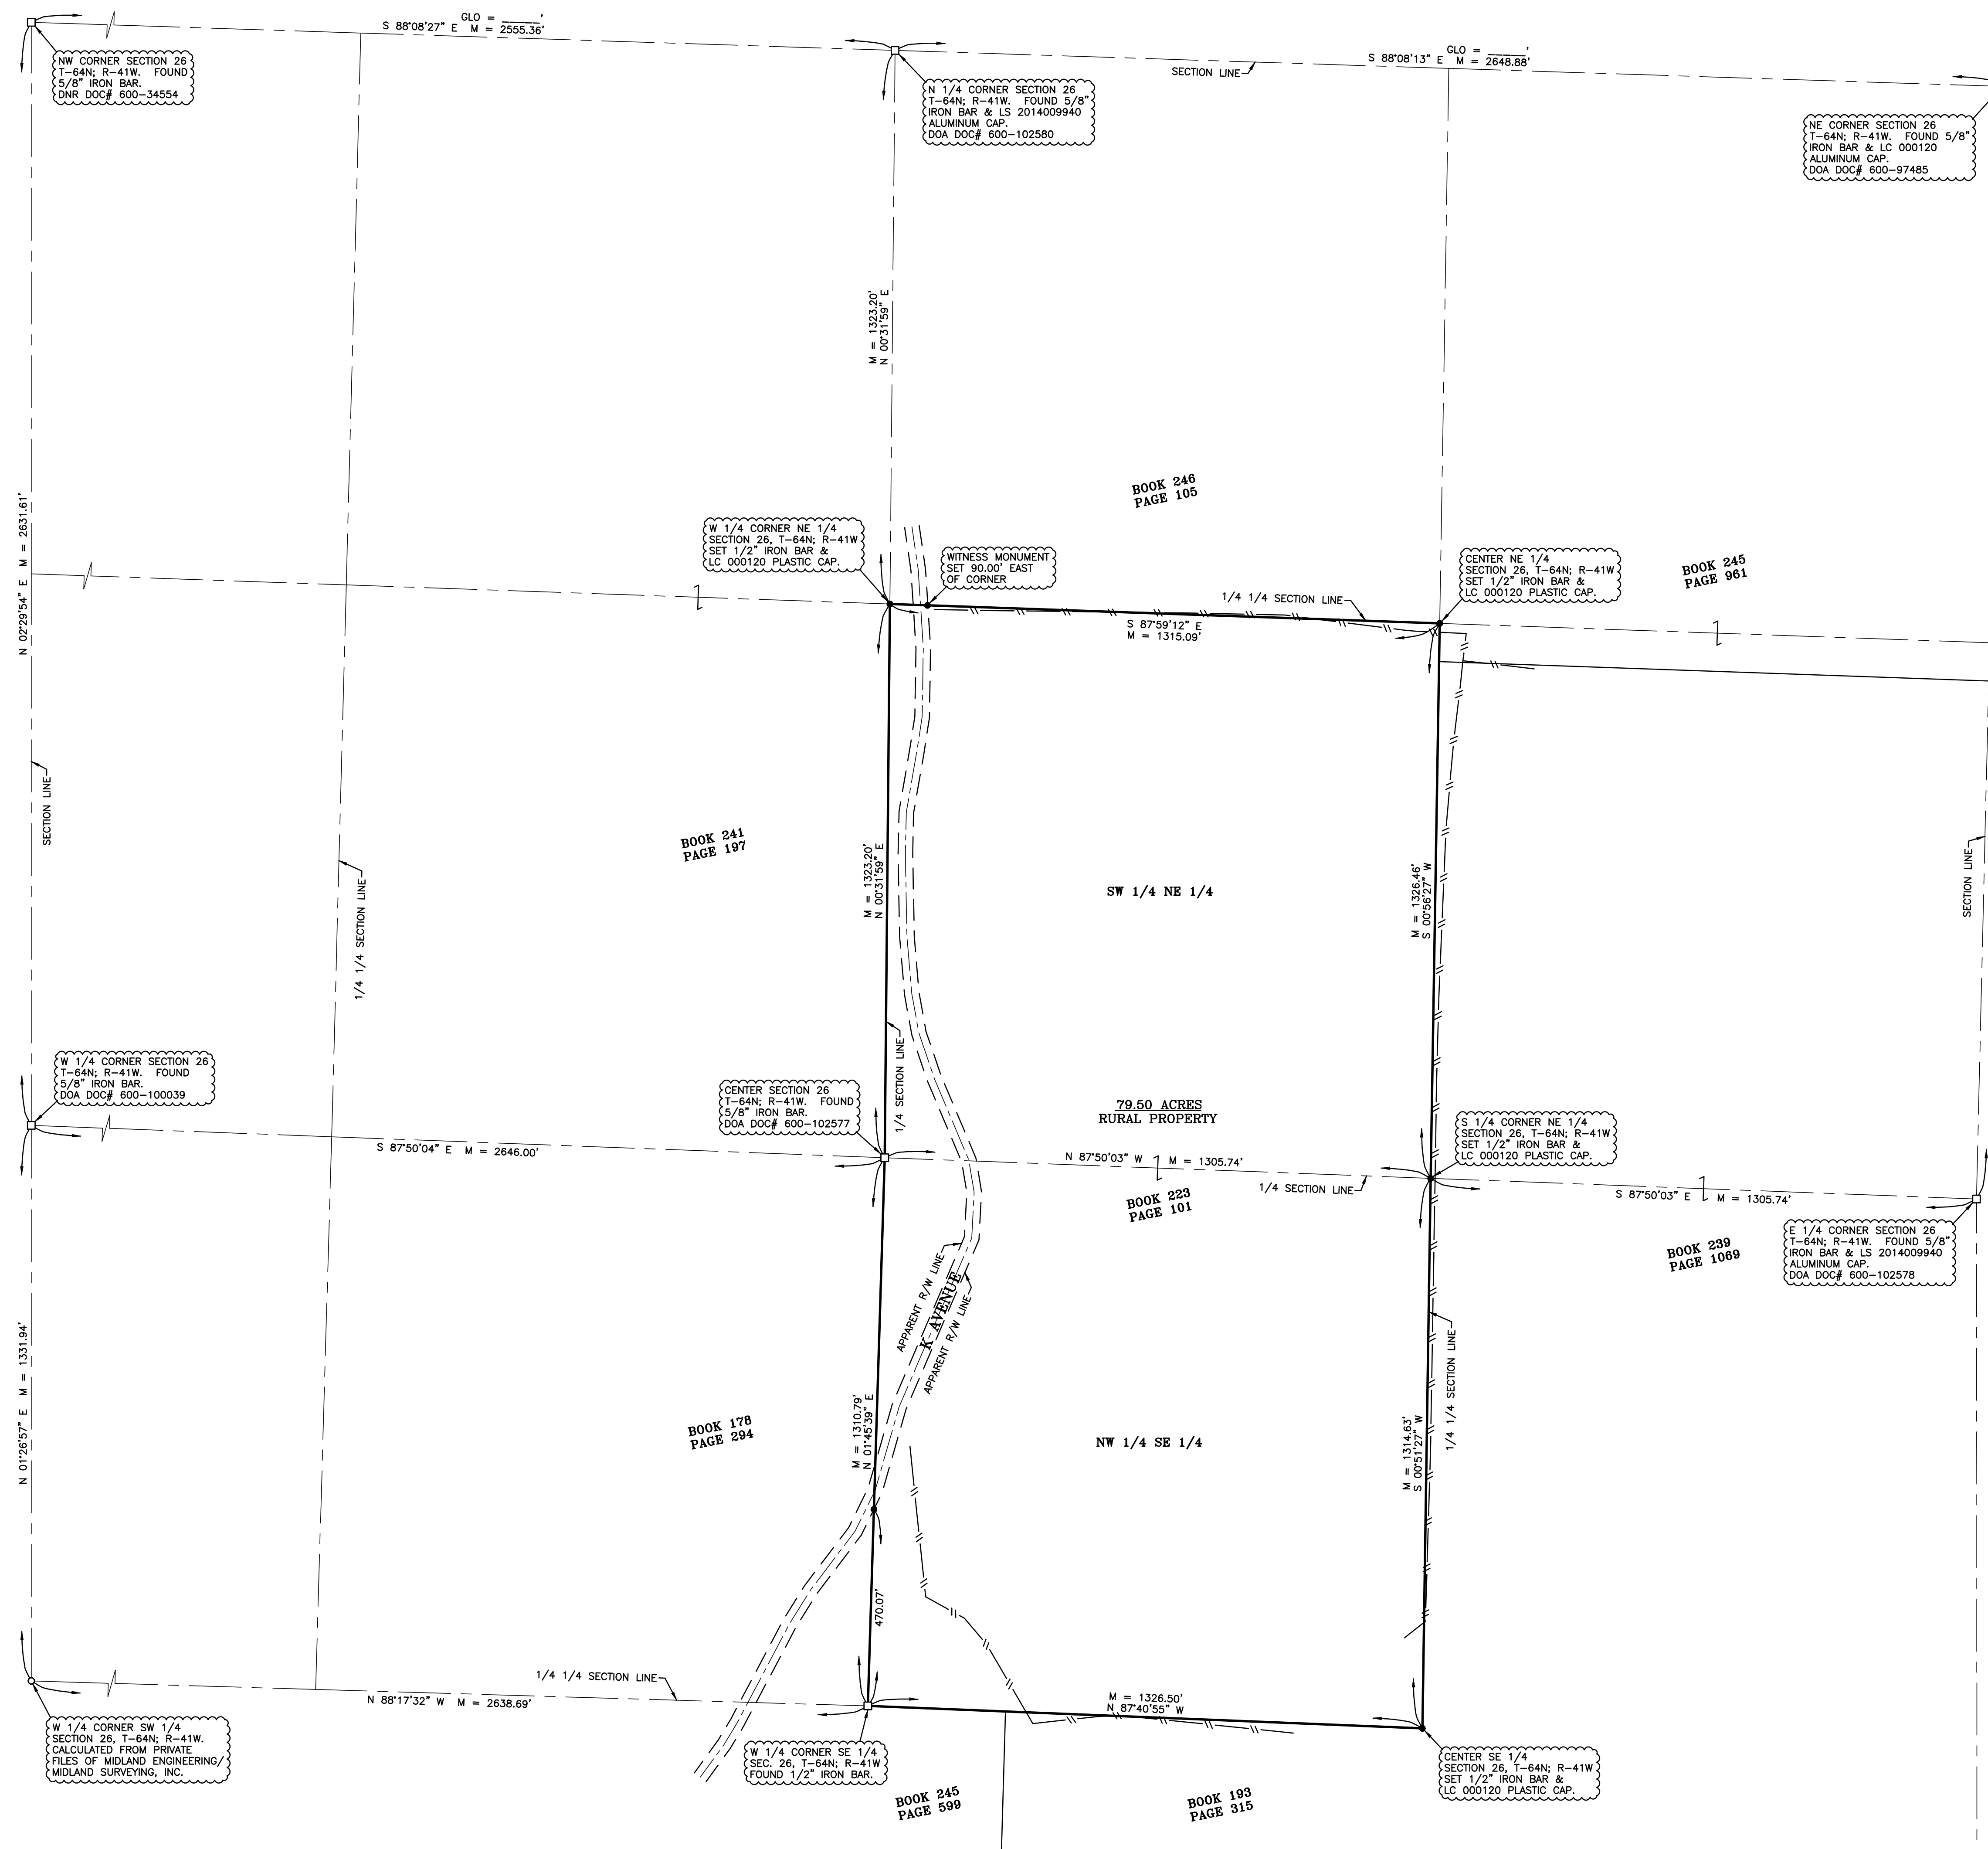 GLO = _____'
S 88°08'27" E  M = 2555.36'
GLO = _____'
S 88°08'13" E  M = 2648.88'
SECTION LINE
NW CORNER SECTION 26
T-64N; R-41W.  FOUND
5/8" IRON BAR.
DNR DOC# 600-34554
N 1/4 CORNER SECTION 26
T-64N; R-41W.  FOUND 5/8"
IRON BAR & LS 2014009940
ALUMINUM CAP.
DOA DOC# 600-102580
NE CORNER SECTION 26
T-64N; R-41W.  FOUND 5/8"
IRON BAR & LC 000120
ALUMINUM CAP.
DOA DOC# 600-97485
M = 1323.20'
N 00°31'59" E
N 02°29'54" E  M = 2631.61'
BOOK 246
PAGE 105
W 1/4 CORNER NE 1/4
SECTION 26, T-64N; R-41W
SET 1/2" IRON BAR &
LC 000120 PLASTIC CAP.
WITNESS MONUMENT
SET 90.00' EAST
OF CORNER
CENTER NE 1/4
SECTION 26, T-64N; R-41W
SET 1/2" IRON BAR &
LC 000120 PLASTIC CAP.
BOOK 245
PAGE 961
1/4 1/4 SECTION LINE
S 87°59'12" E
M = 1315.09'
SECTION LINE
BOOK 241
PAGE 197
1/4 1/4 SECTION LINE
M = 1323.20'
N 00°31'59" E
SW 1/4 NE 1/4
M = 1326.46'
S 00°56'27" W
SECTION LINE
W 1/4 CORNER SECTION 26
T-64N; R-41W.  FOUND
5/8" IRON BAR.
DOA DOC# 600-100039
CENTER SECTION 26
T-64N; R-41W.  FOUND
5/8" IRON BAR.
DOA DOC# 600-102577
1/4 SECTION LINE
79.50 ACRES
RURAL PROPERTY
S 1/4 CORNER NE 1/4
SECTION 26, T-64N; R-41W
SET 1/2" IRON BAR &
LC 000120 PLASTIC CAP.
S 87°50'04" E  M = 2646.00'
N 87°50'03" W  M = 1305.74'
1/4 SECTION LINE
S 87°50'03" E  M = 1305.74'
BOOK 223
PAGE 101
BOOK 239
PAGE 1069
E 1/4 CORNER SECTION 26
T-64N; R-41W.  FOUND 5/8"
IRON BAR & LS 2014009940
ALUMINUM CAP.
DOA DOC# 600-102578
APPARENT R/W LINE
K AVENUE
APPARENT R/W LINE
N 01°26'57" E  M = 1331.94'
BOOK 178
PAGE 294
M = 1310.79'
N 01°45'39" E
NW 1/4 SE 1/4
M = 1314.63'
S 00°51'27" W
1/4 1/4 SECTION LINE
470.07'
1/4 1/4 SECTION LINE
N 88°17'32" W  M = 2638.69'
M = 1326.50'
N 87°40'55" W
W 1/4 CORNER SW 1/4
SECTION 26, T-64N; R-41W.
CALCULATED FROM PRIVATE
FILES OF MIDLAND ENGINEERING/
MIDLAND SURVEYING, INC.
W 1/4 CORNER SE 1/4
SEC. 26, T-64N; R-41W
FOUND 1/2" IRON BAR.
CENTER SE 1/4
SECTION 26, T-64N; R-41W
SET 1/2" IRON BAR &
LC 000120 PLASTIC CAP.
BOOK 245
PAGE 599
BOOK 193
PAGE 315